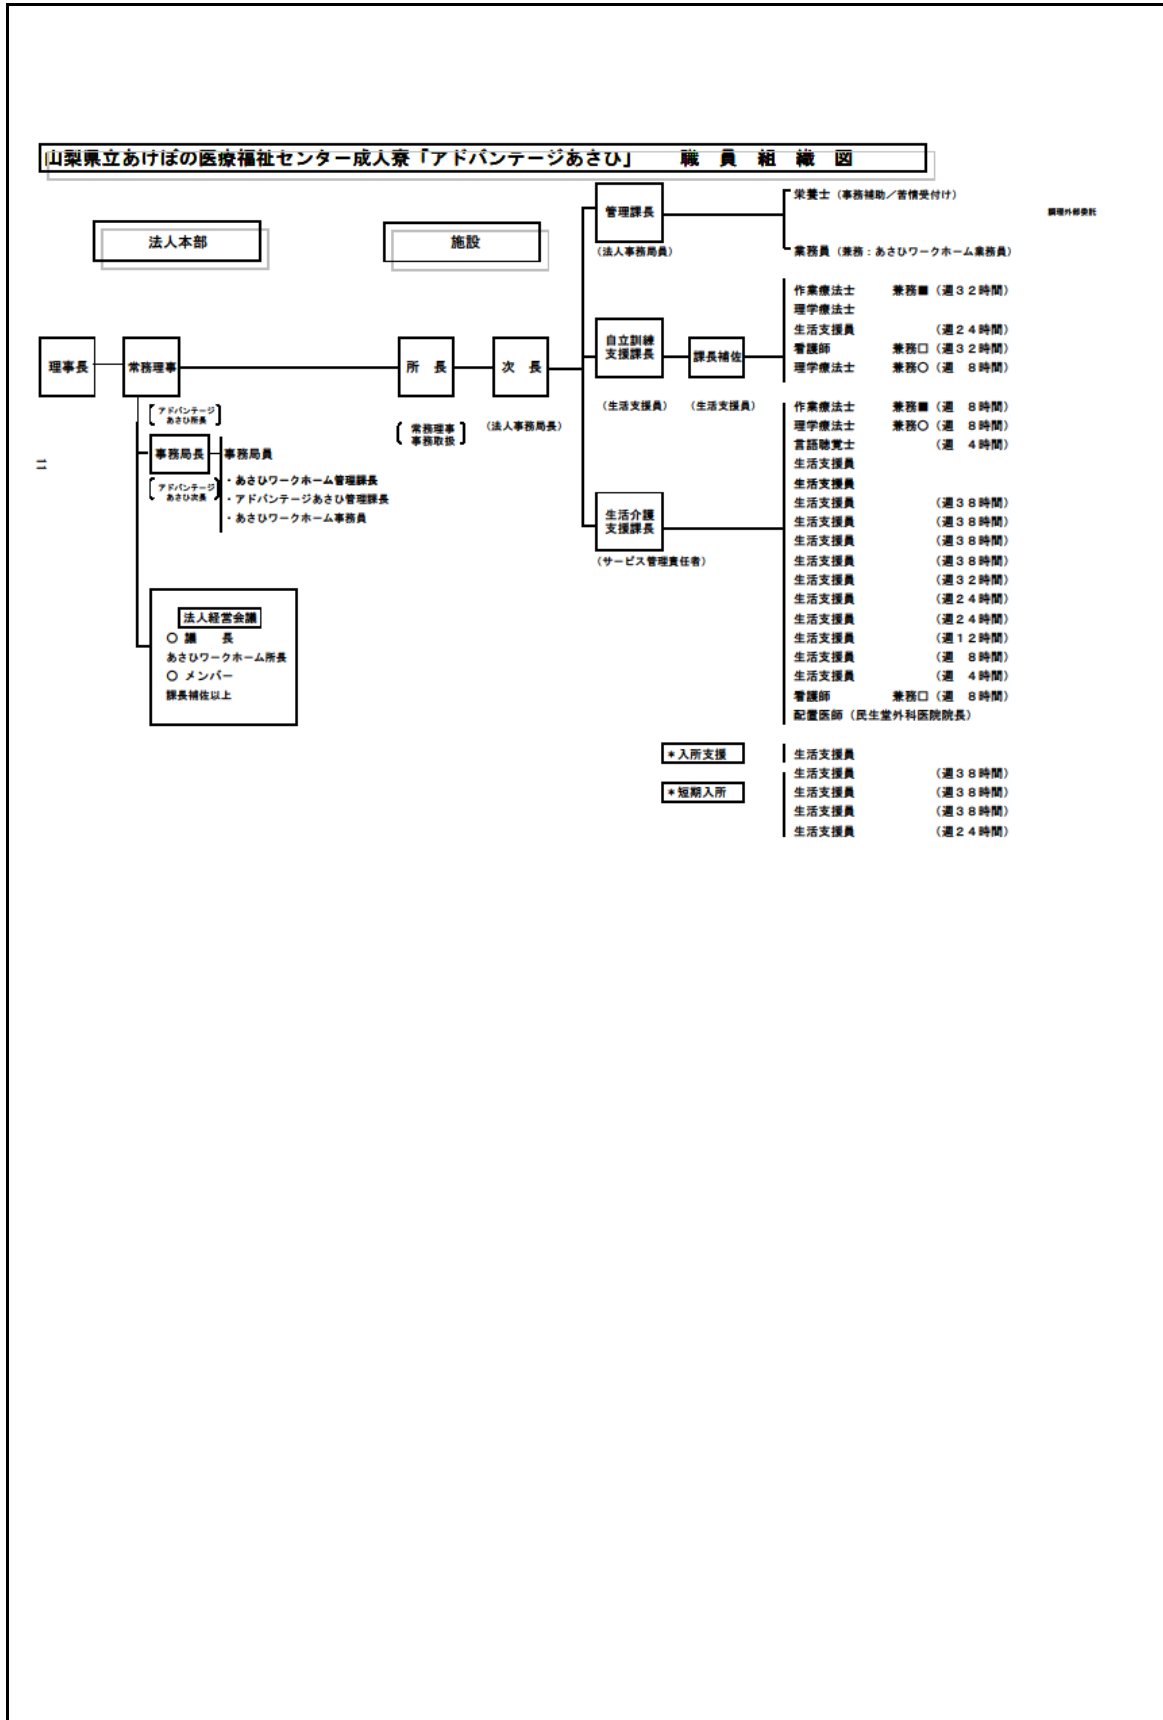 山梨県立あけぼの医療福祉センター成人寮「アドバンテージあさひ」　職　員　組　織　図
法人本部
施設
理事長
常務理事
アドバンテージ
あさひ所長
事務局長
アドバンテージ
あさひ次長
事務局員
・あさひワークホーム管理課長
・アドバンテージあさひ管理課長
・あさひワークホーム事務員
法人経営会議
〇 議　長
あさひワークホーム所長
〇 メンバー
課長補佐以上
所　長
常務理事
事務取扱
次　長
（法人事務局長）
管理課長
（法人事務局員）
栄養士（事務補助／苦情受付け）
調理外部委託
業務員（兼務：あさひワークホーム業務員）
自立訓練
支援課長
（生活支援員）
課長補佐
（生活支援員）
作業療法士　兼務■（週３２時間）
理学療法士
生活支援員　（週２４時間）
看護師　兼務□（週３２時間）
理学療法士　兼務〇（週　８時間）
生活介護
支援課長
（サービス管理責任者）
作業療法士　兼務■（週　８時間）
理学療法士　兼務〇（週　８時間）
言語聴覚士　（週　４時間）
生活支援員
生活支援員
生活支援員　（週３８時間）
生活支援員　（週３８時間）
生活支援員　（週３８時間）
生活支援員　（週３８時間）
生活支援員　（週３２時間）
生活支援員　（週２４時間）
生活支援員　（週２４時間）
生活支援員　（週１２時間）
生活支援員　（週　８時間）
生活支援員　（週　４時間）
看護師　兼務□（週　８時間）
配置医師（民生堂外科医院院長）
＊入所支援
生活支援員
生活支援員　（週３８時間）
＊短期入所
生活支援員　（週３８時間）
生活支援員　（週３８時間）
生活支援員　（週２４時間）
11